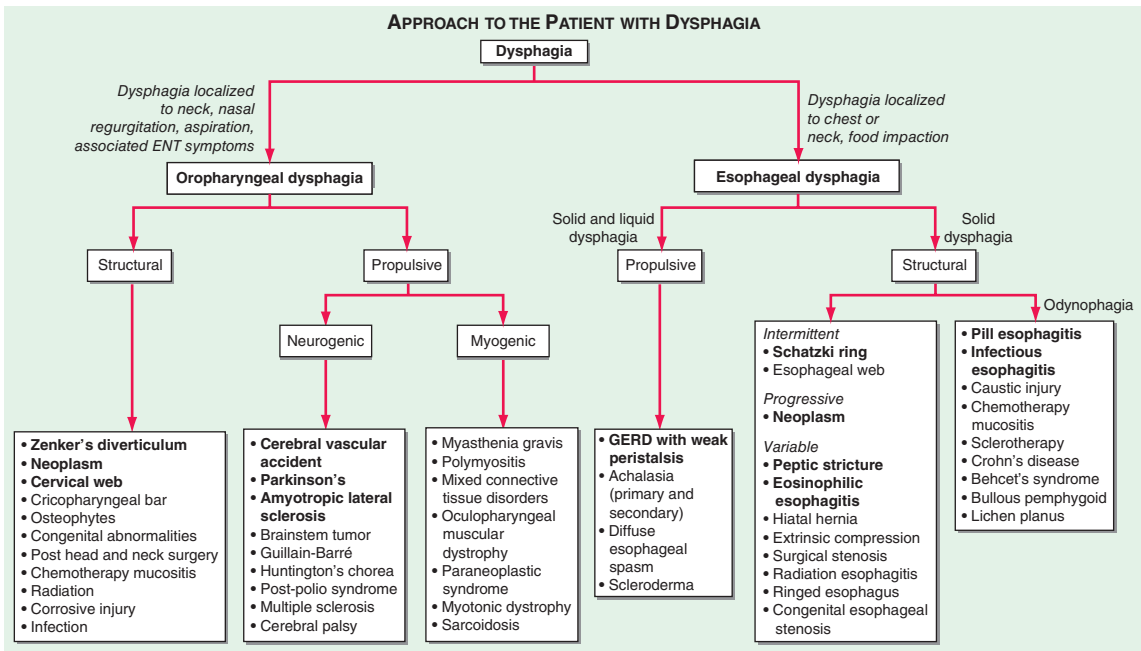 APPROACH TO THE PATIENT WITH DYSPHAGIA
Dysphagia
Dysphagia localized
to neck, nasal
regurgitation, aspiration,
associated ENT symptoms
Dysphagia localized
to chest or
neck, food impaction
Oropharyngeal dysphagia
Esophageal dysphagia
Solid and liquid
dysphagia
Solid
dysphagia
Structural
Propulsive
Propulsive
Structural
Odynophagia
Neurogenic
Myogenic
• Zenker's diverticulum
• Neoplasm
• Cervical web
• Cricopharyngeal bar
• Osteophytes
• Congenital abnormalities
• Post head and neck surgery
• Chemotherapy mucositis
• Radiation
• Corrosive injury
• Infection
• Cerebral vascular
accident
• Parkinson's
• Amyotropic lateral
sclerosis
• Brainstem tumor
• Guillain-Barré
• Huntington's chorea
• Post-polio syndrome
• Multiple sclerosis
• Cerebral palsy
• Myasthenia gravis
• Polymyositis
• Mixed connective
tissue disorders
• Oculopharyngeal
muscular
dystrophy
• Paraneoplastic
syndrome
• Myotonic dystrophy
• Sarcoidosis
• GERD with weak
peristalsis
• Achalasia
(primary and
secondary)
• Diffuse
esophageal
spasm
• Scleroderma
Intermittent
• Schatzki ring
• Esophageal web
Progressive
• Neoplasm
Variable
• Peptic stricture
• Eosinophilic
esophagitis
• Hiatal hernia
• Extrinsic compression
• Surgical stenosis
• Radiation esophagitis
• Ringed esophagus
• Congenital esophageal
stenosis
• Pill esophagitis
• Infectious
esophagitis
• Caustic injury
• Chemotherapy
mucositis
• Sclerotherapy
• Crohn's disease
• Behcet's syndrome
• Bullous pemphygoid
• Lichen planus